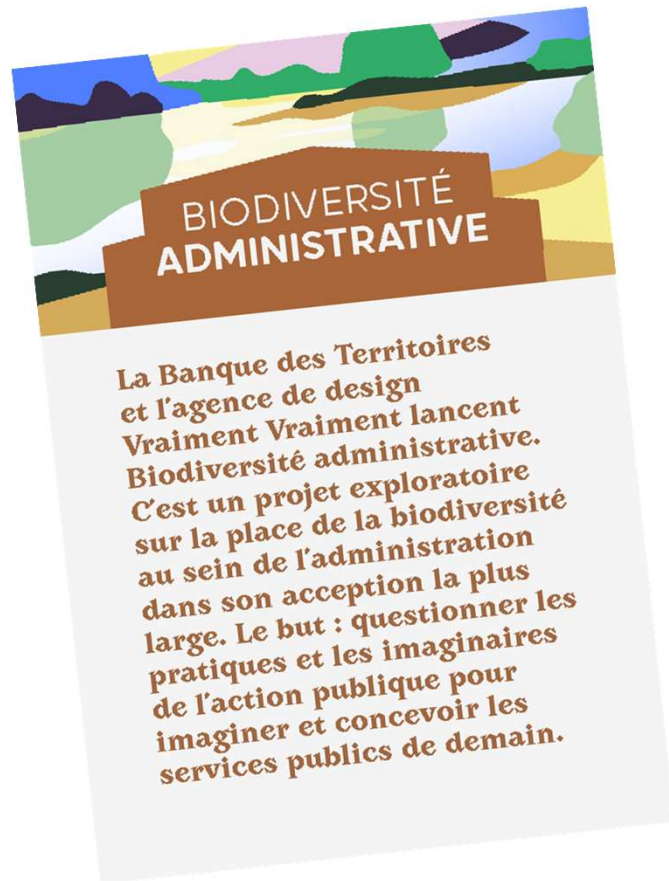 BIODIVERSITÉ
ADMINISTRATIVE
La Banque des Territoires
et l'agence de design
Vraiment Vraiment lancent
Biodiversité administrative.
C'est un projet exploratoire
sur la place de la biodiversité
au sein de l'administration
dans son acception la plus
large. Le but : questionner les
pratiques et les imaginaires
de l'action publique pour
imaginer et concevoir les
services publics de demain.